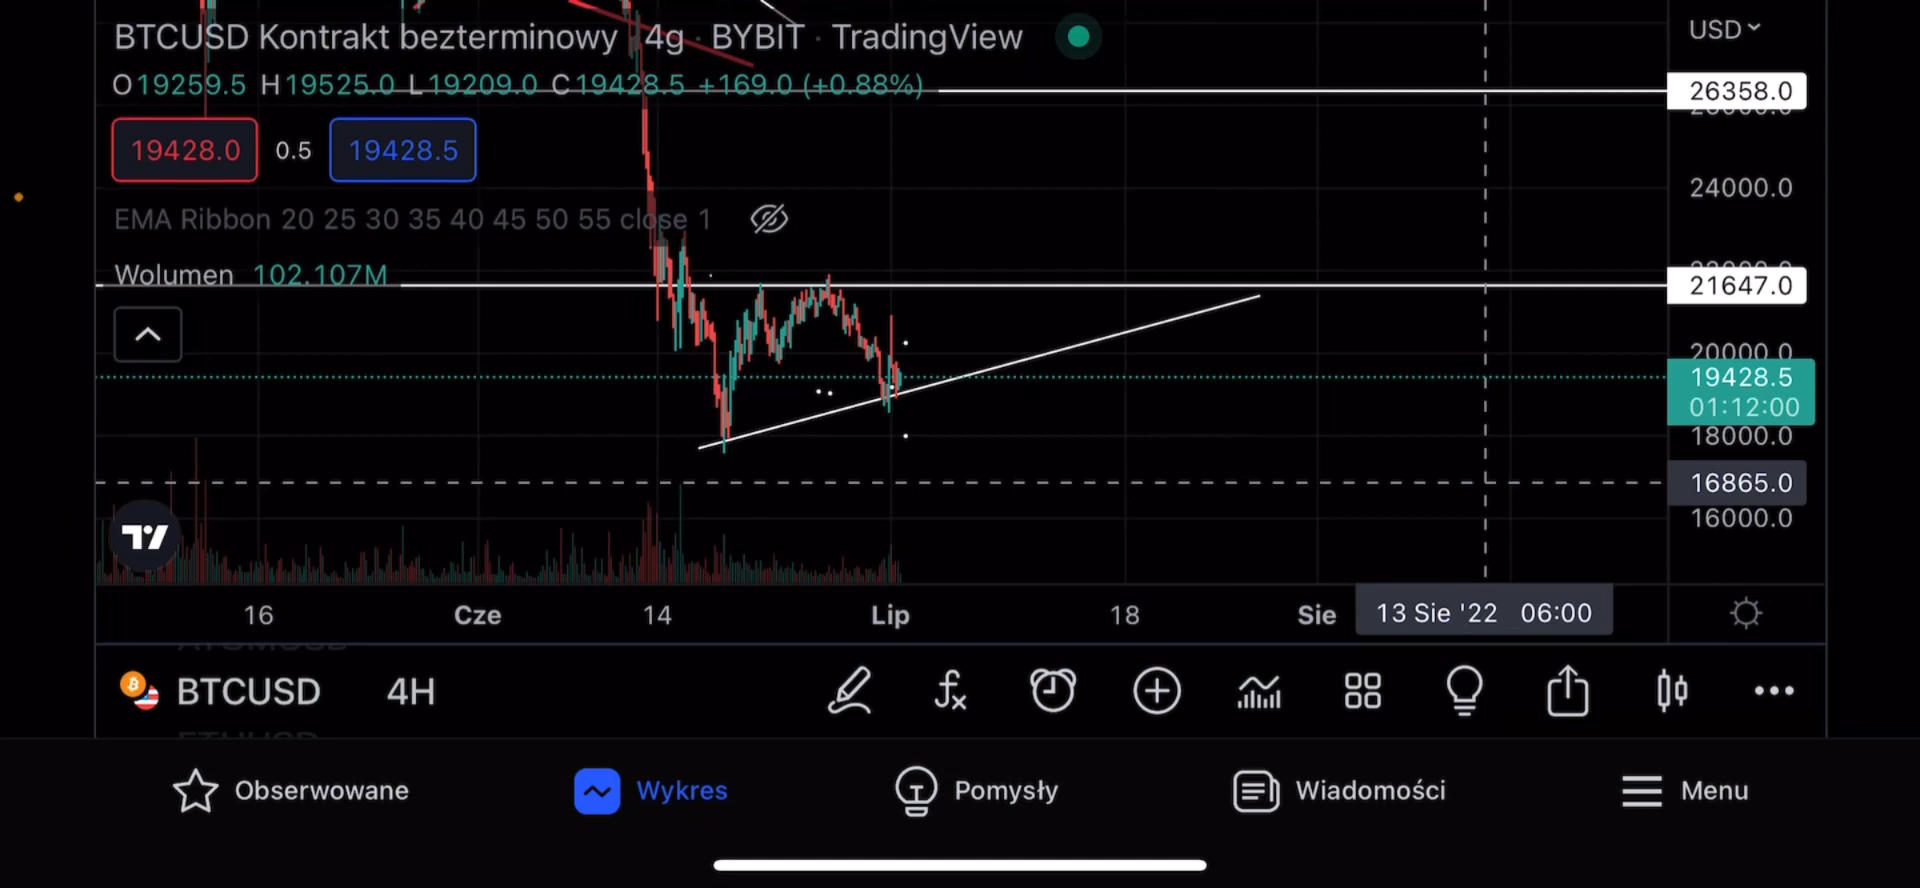 BTCUSD Kontrakt bezterminowy · 4g · BYBIT · TradingView
USD
O19259.5 H19525.0 L19209.0 C19428.5 +169.0 (+0.88%)
26358.0
19428.0 0.5 19428.5
24000.0
EMA Ribbon 20 25 30 35 40 45 50 55 close 1
Wolumen 102.107M
21647.0
20000.0
19428.5
01:12:00
18000.0
16865.0
16000.0
16 Cze 14 Lip 18 Sie 13 Sie '22 06:00
BTCUSD 4H
Obserwowane Wykres Pomysły Wiadomości Menu